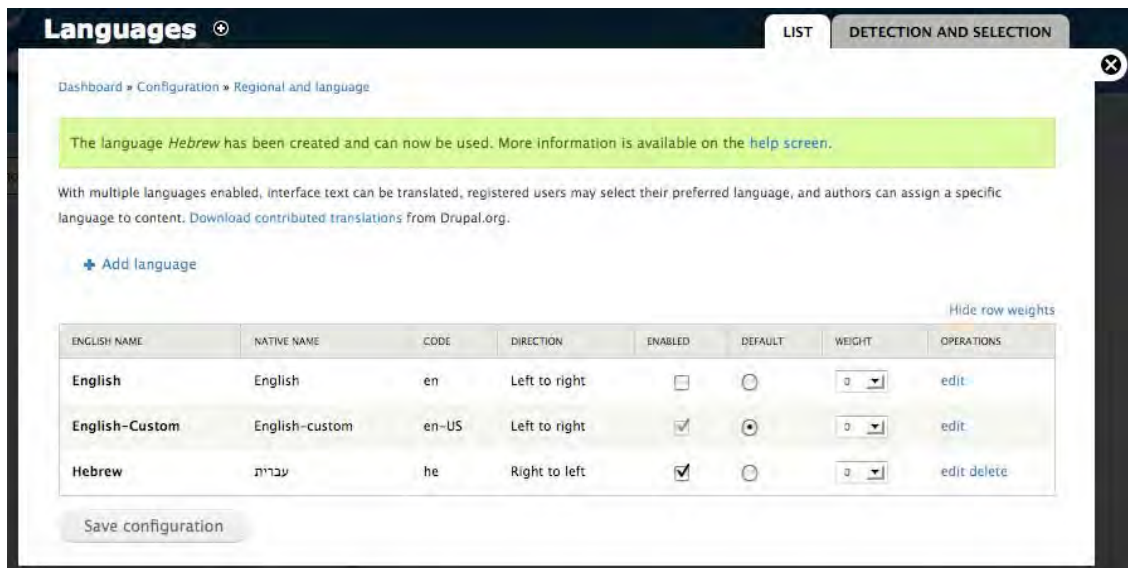 Languages
LIST
DETECTION AND SELECTION
Dashboard » Configuration » Regional and language
The language Hebrew has been created and can now be used. More information is available on the help screen.
With multiple languages enabled, interface text can be translated, registered users may select their preferred language, and authors can assign a specific
language to content. Download contributed translations from Drupal.org.
Add language
Hide row weights
ENGLISH NAME NATIVE NAME CODE DIRECTION ENABLED DEFAULT WEIGHT OPERATIONS
English English en Left to right 0 edit
English-Custom English-custom en-US Left to right 0 edit
Hebrew עברית he Right to left 0 edit delete
Save configuration